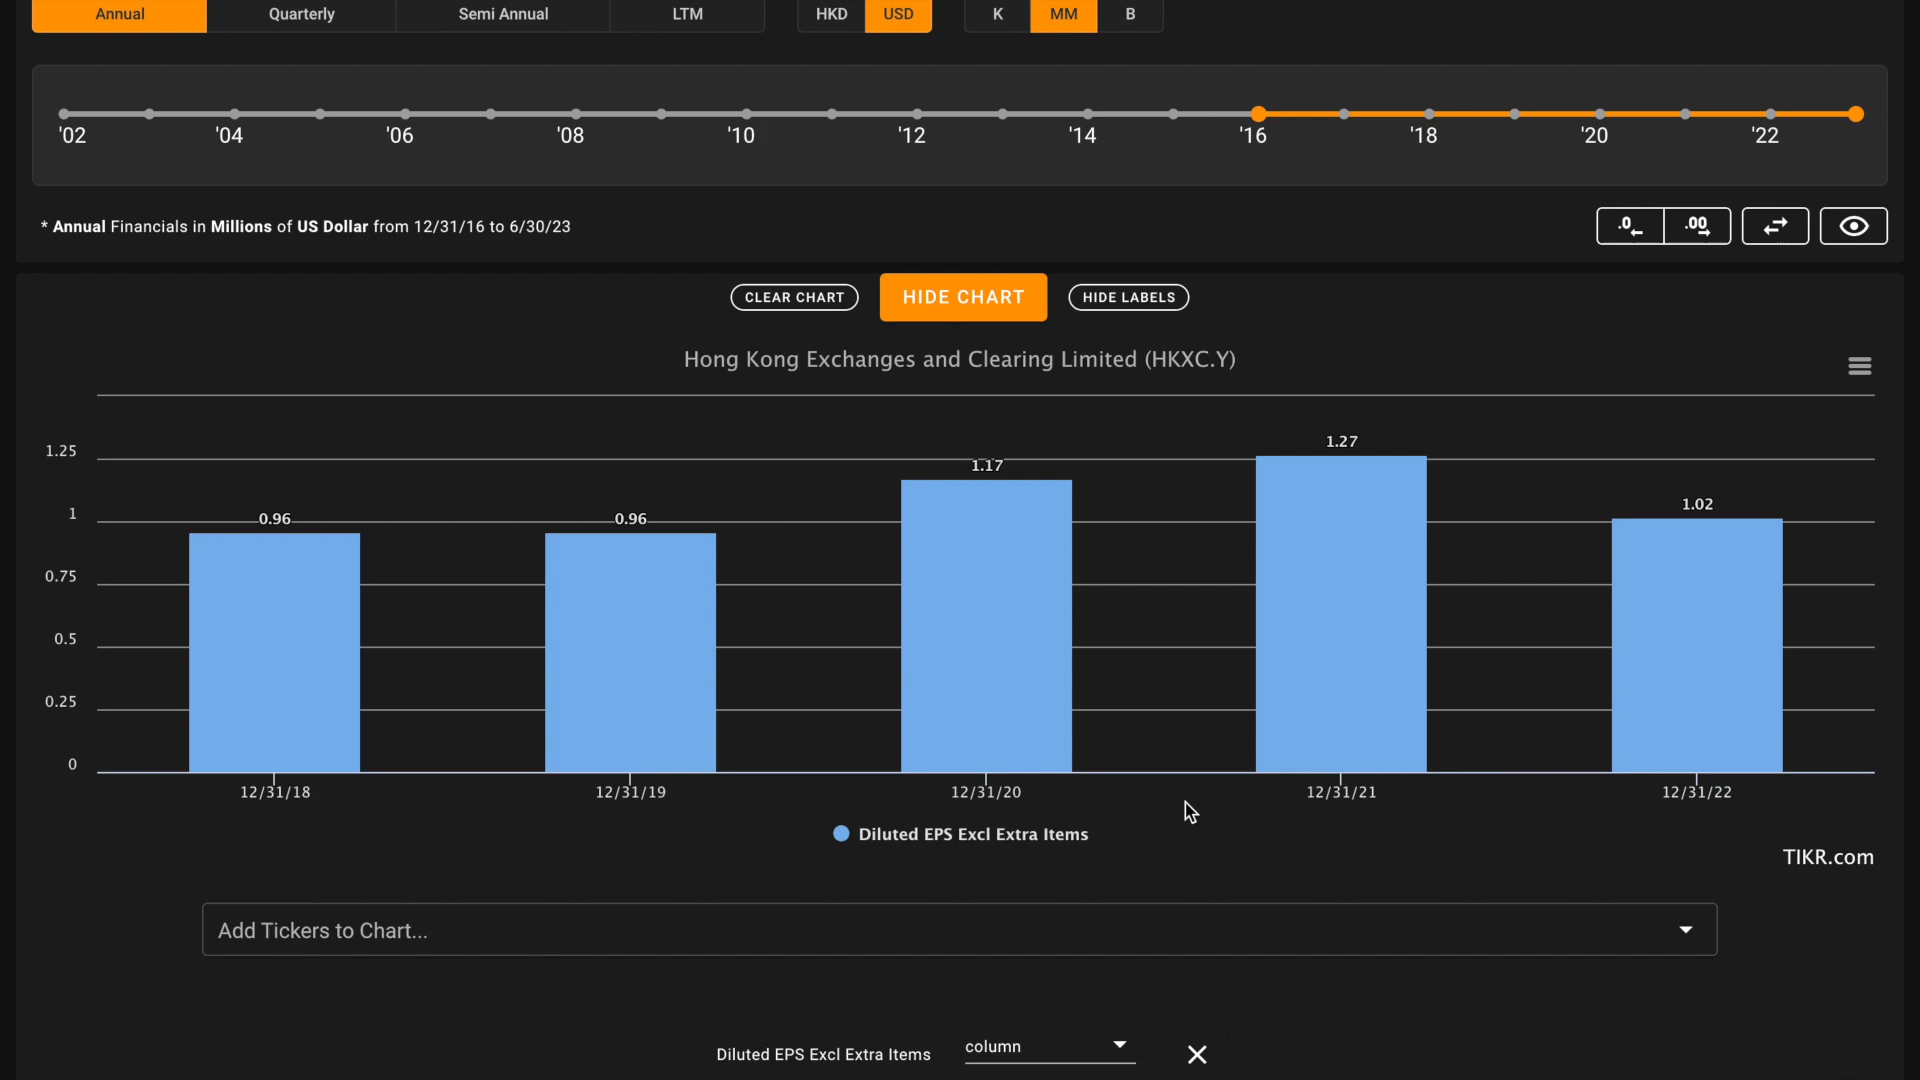 Annual Quarterly Semi Annual LTM HKD USD K MM B
'02 '04 '06 '08 '10 '12 '14 '16 '18 '20 '22
* Annual Financials in Millions of US Dollar from 12/31/16 to 6/30/23 .0 .00
CLEAR CHART HIDE CHART HIDE LABELS
Hong Kong Exchanges and Clearing Limited (HKXC.Y)
1.25
1
0.75
0.5
0.25
0
0.96 0.96 1.17 1.27 1.02
12/31/18 12/31/19 12/31/20 12/31/21 12/31/22
Diluted EPS Excl Extra Items
TIKR.com
Add Tickers to Chart...
Diluted EPS Excl Extra Items column